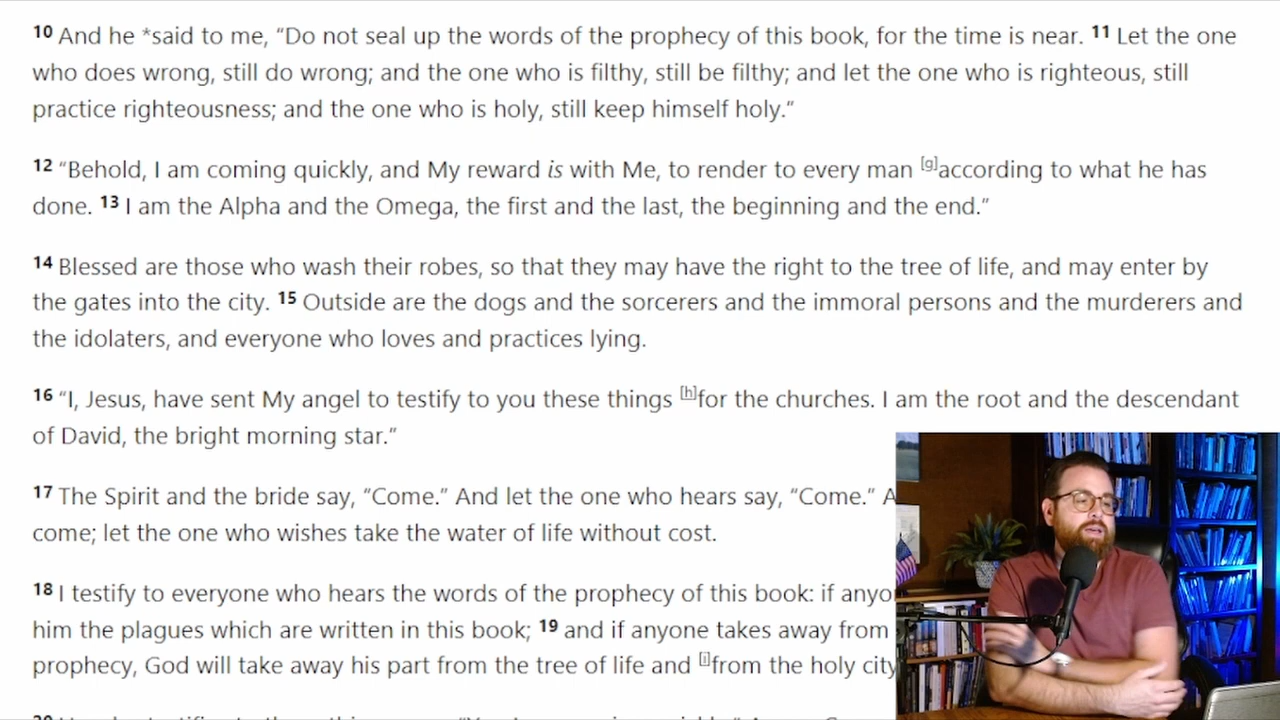 10 And he *said to me, “Do not seal up the words of the prophecy of this book, for the time is near. 11 Let the one
who does wrong, still do wrong; and the one who is filthy, still be filthy; and let the one who is righteous, still
practice righteousness; and the one who is holy, still keep himself holy.”
12 “Behold, I am coming quickly, and My reward is with Me, to render to every man [g]according to what he has
done. 13 I am the Alpha and the Omega, the first and the last, the beginning and the end.”
14 Blessed are those who wash their robes, so that they may have the right to the tree of life, and may enter by
the gates into the city. 15 Outside are the dogs and the sorcerers and the immoral persons and the murderers and
the idolaters, and everyone who loves and practices lying.
16 “I, Jesus, have sent My angel to testify to you these things [h]for the churches. I am the root and the descendant
of David, the bright morning star.”
17 The Spirit and the bride say, “Come.” And let the one who hears say, “Come.” A
come; let the one who wishes take the water of life without cost.
18 I testify to everyone who hears the words of the prophecy of this book: if anyo
him the plagues which are written in this book; 19 and if anyone takes away from
prophecy, God will take away his part from the tree of life and [i]from the holy city